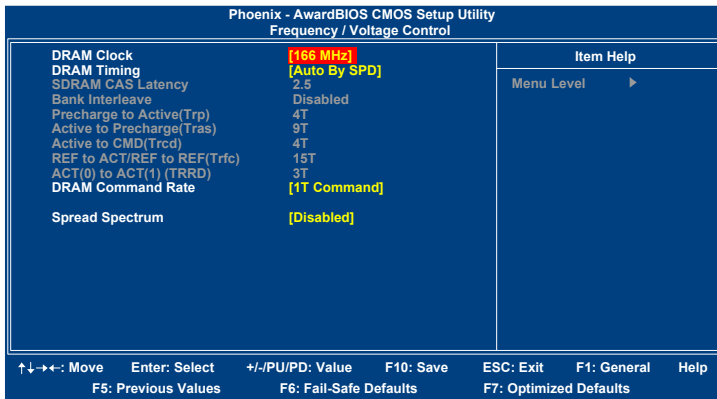 Phoenix - AwardBIOS CMOS Setup Utility
Frequency / Voltage Control
DRAM Clock [166 MHz]
DRAM Timing [Auto By SPD]
SDRAM CAS Latency 2.5
Bank Interleave Disabled
Precharge to Active(Trp) 4T
Active to Precharge(Tras) 9T
Active to CMD(Trcd) 4T
REF to ACT/REF to REF(Trfc) 15T
ACT(0) to ACT(1) (TRRD) 3T
DRAM Command Rate [1T Command]
Spread Spectrum [Disabled]
Item Help
Menu Level ▶
↑↓→←: Move Enter: Select +/-/PU/PD: Value F10: Save ESC: Exit F1: General Help
F5: Previous Values F6: Fail-Safe Defaults F7: Optimized Defaults